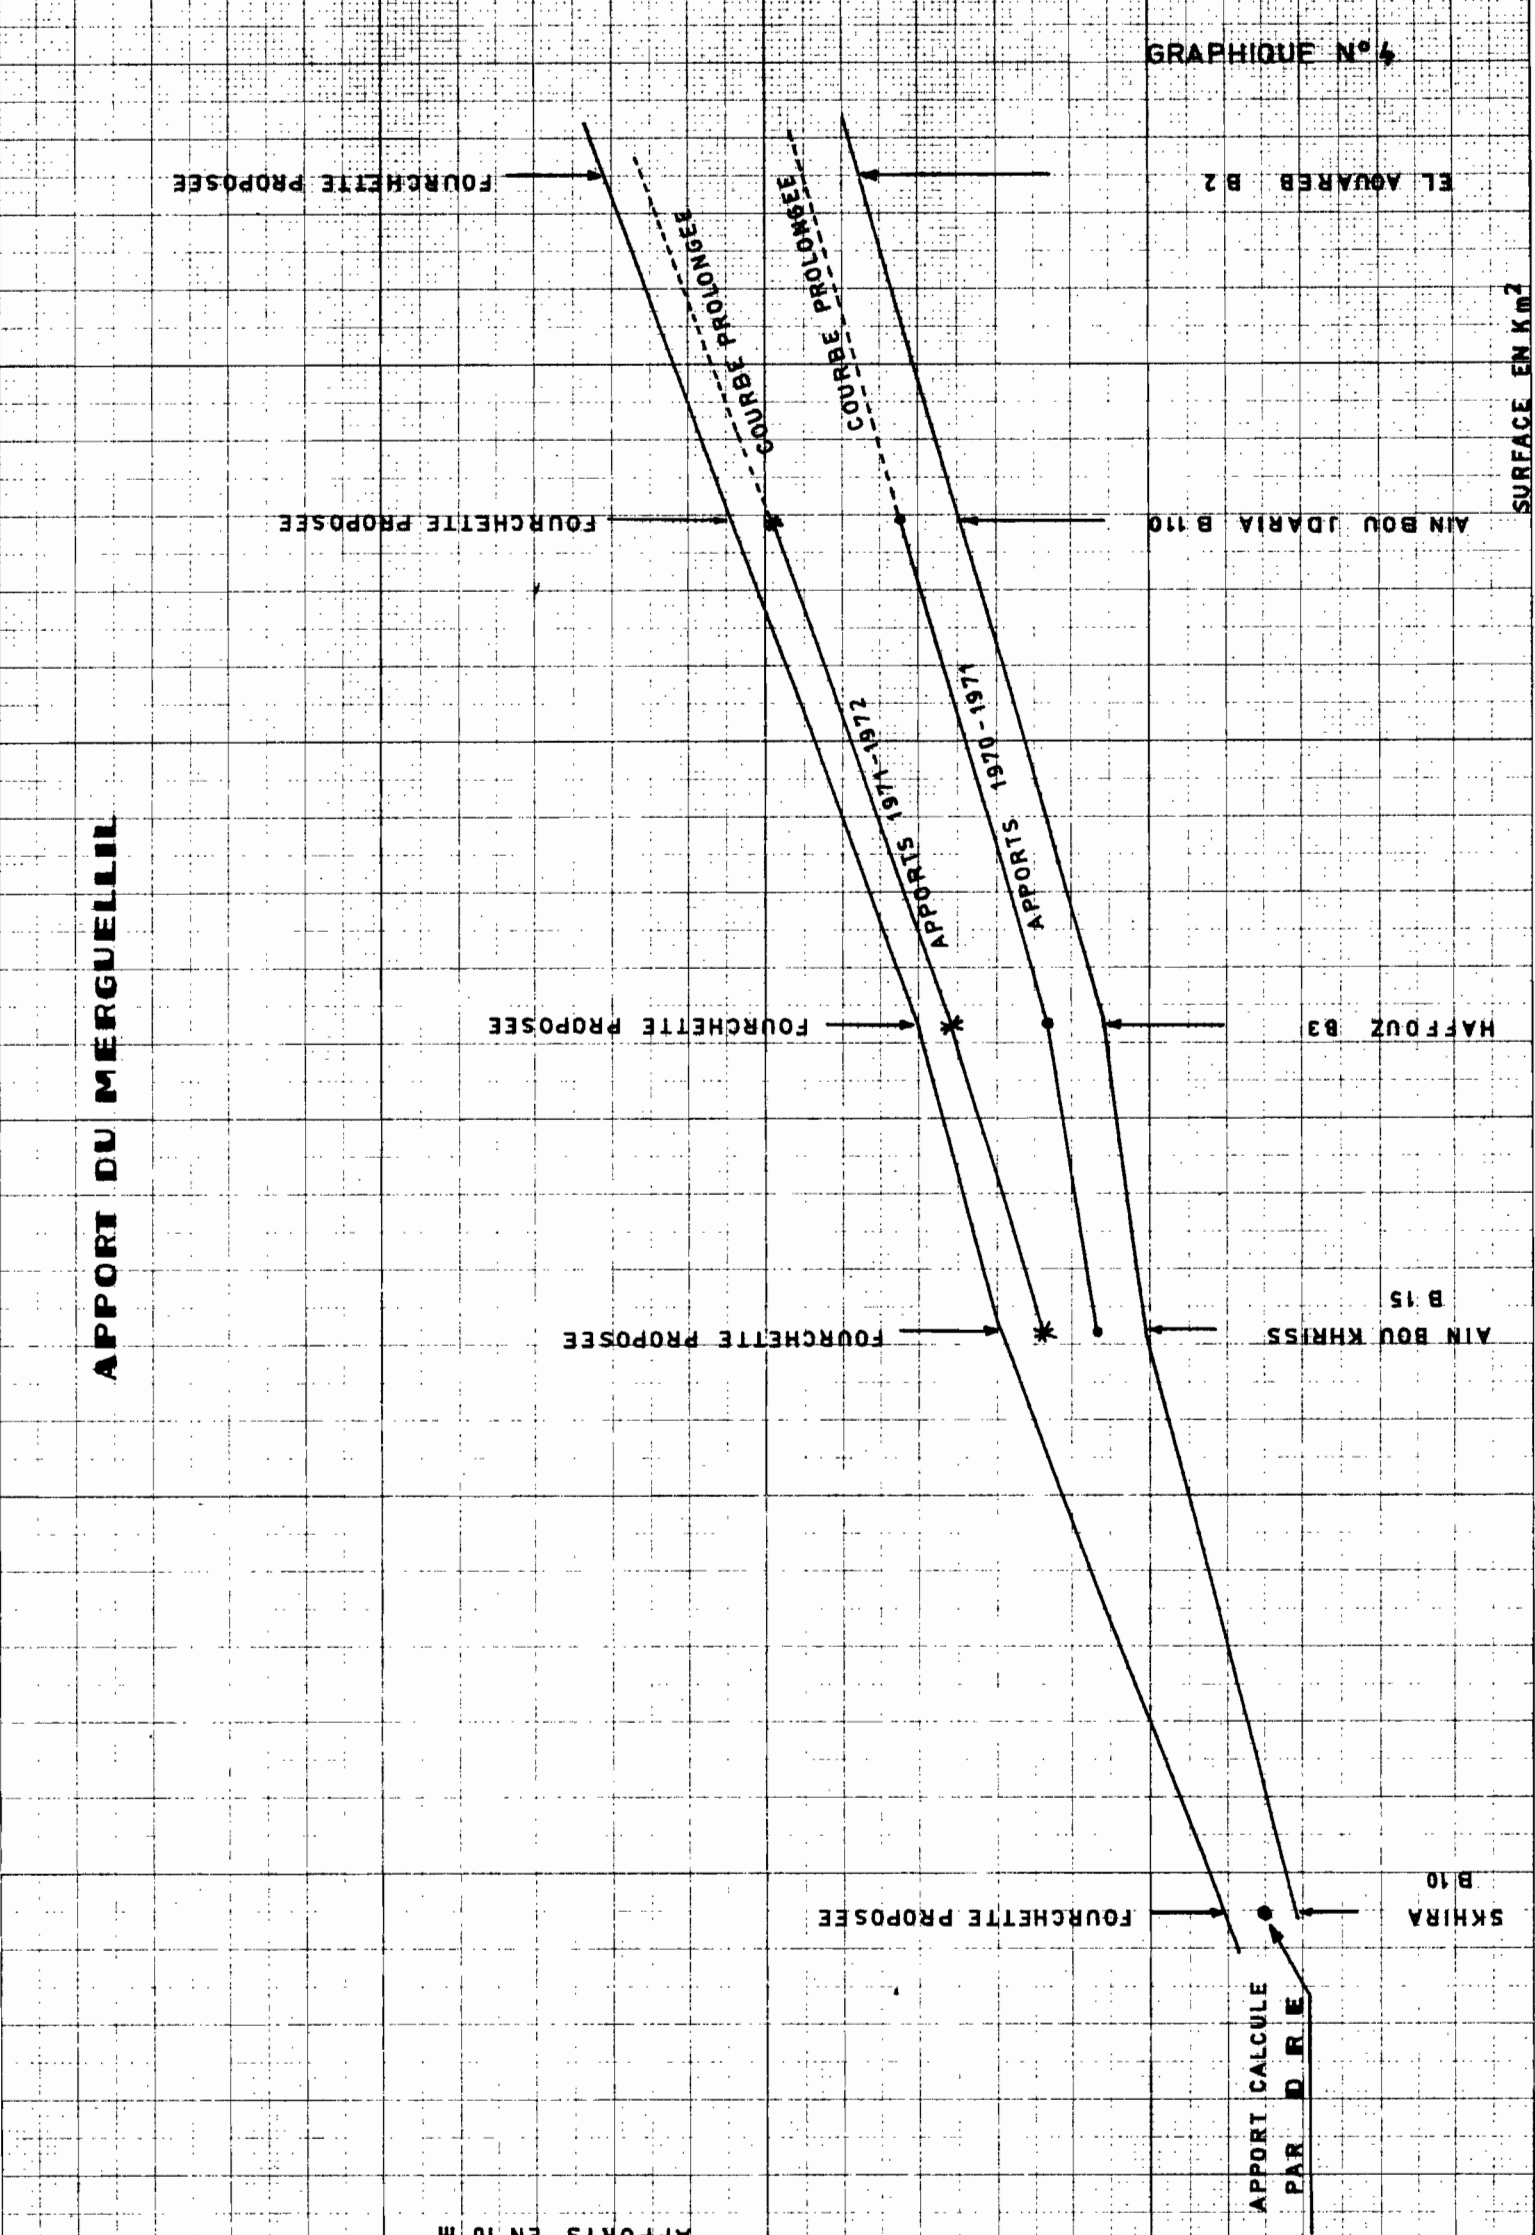 GRAPHIQUE N° 4
APPORT DU MERGUELLIL
FOURCHETTE PROPOSEE
FOURCHETTE PROPOSEE
FOURCHETTE PROPOSEE
FOURCHETTE PROPOSEE
FOURCHETTE PROPOSEE
COURBE PROLONGEE
COURBE PROLONGEE
APPORTS 1971-1972
APPORTS 1970-1971
APPORT CALCULE
PAR D R E
SKHIRA
B 10
AIN BOU KHRISS
B 15
HAFFOUZ B3
AIN BOU JDARIA B 110
EL AOUAREB B 2
SURFACE EN Km²